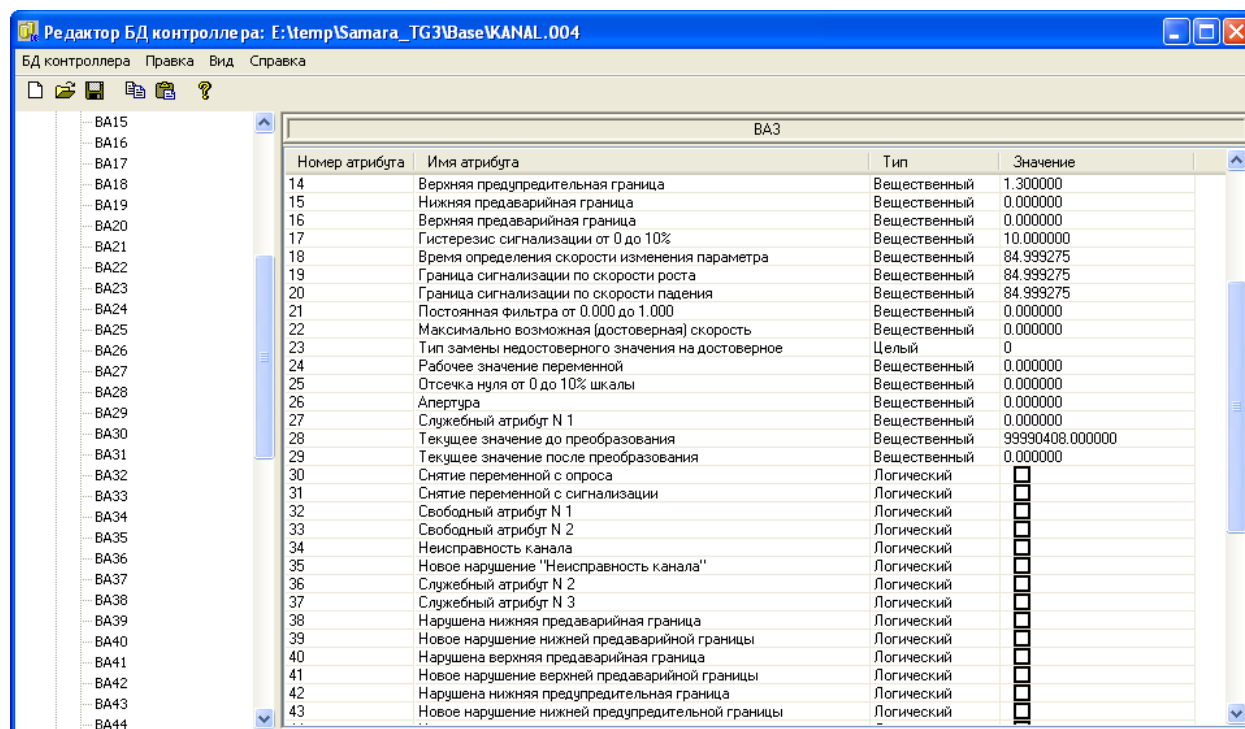 Редактор БД контроллера: E:\temp\Samara_TG3\Base\KANAL.004
БД контроллера Правка Вид Справка
BA15
BA16
BA17
BA18
BA19
BA20
BA21
BA22
BA23
BA24
BA25
BA26
BA27
BA28
BA29
BA30
BA31
BA32
BA33
BA34
BA35
BA36
BA37
BA38
BA39
BA40
BA41
BA42
BA43
BA44
BA3
Номер атрибута Имя атрибута Тип Значение
14 Верхняя предупредительная граница Вещественный 1.300000
15 Нижняя предаварийная граница Вещественный 0.000000
16 Верхняя предаварийная граница Вещественный 0.000000
17 Гистерезис сигнализации от 0 до 10% Вещественный 10.000000
18 Время определения скорости изменения параметра Вещественный 84.999275
19 Граница сигнализации по скорости роста Вещественный 84.999275
20 Граница сигнализации по скорости падения Вещественный 84.999275
21 Постоянная фильтра от 0.000 до 1.000 Вещественный 0.000000
22 Максимально возможная (достоверная) скорость Вещественный 0.000000
23 Тип замены недостоверного значения на достоверное Целый 0
24 Рабочее значение переменной Вещественный 0.000000
25 Отсечка нуля от 0 до 10% шкалы Вещественный 0.000000
26 Апертура Вещественный 0.000000
27 Служебный атрибут N 1 Вещественный 0.000000
28 Текущее значение до преобразования Вещественный 99990408.000000
29 Текущее значение после преобразования Вещественный 0.000000
30 Снятие переменной с опроса Логический
31 Снятие переменной с сигнализации Логический
32 Свободный атрибут N 1 Логический
33 Свободный атрибут N 2 Логический
34 Неисправность канала Логический
35 Новое нарушение "Неисправность канала" Логический
36 Служебный атрибут N 2 Логический
37 Служебный атрибут N 3 Логический
38 Нарушена нижняя предаварийная граница Логический
39 Новое нарушение нижней предаварийной границы Логический
40 Нарушена верхняя предаварийная граница Логический
41 Новое нарушение верхней предаварийной границы Логический
42 Нарушена нижняя предупредительная граница Логический
43 Новое нарушение нижней предупредительной границы Логический